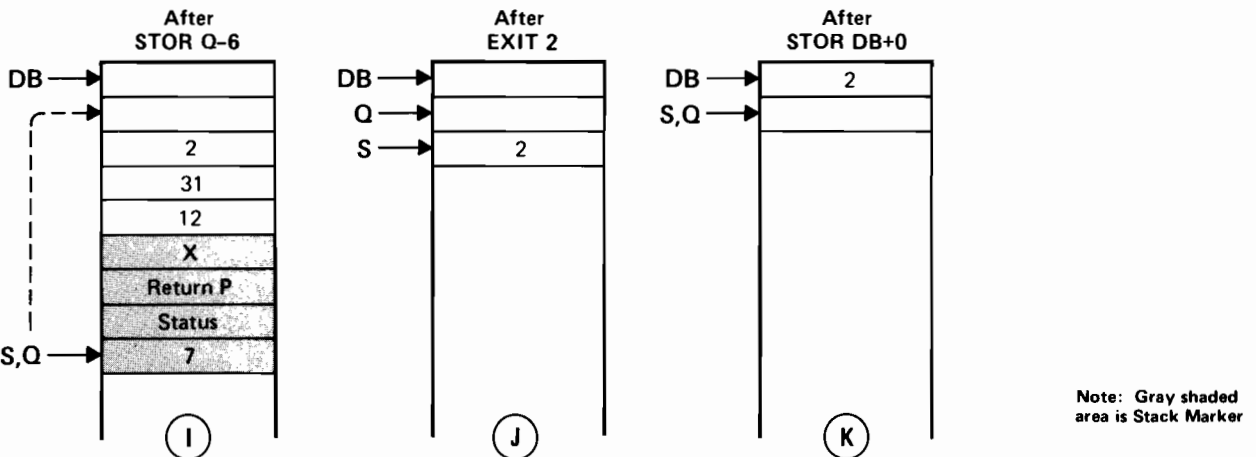 After
STOR Q–6
DB
2
31
12
X
Return P
Status
S,Q
7
I
After
EXIT 2
DB
Q
S
2
J
After
STOR DB+0
DB
2
S,Q
K
Note: Gray shaded
area is Stack Marker